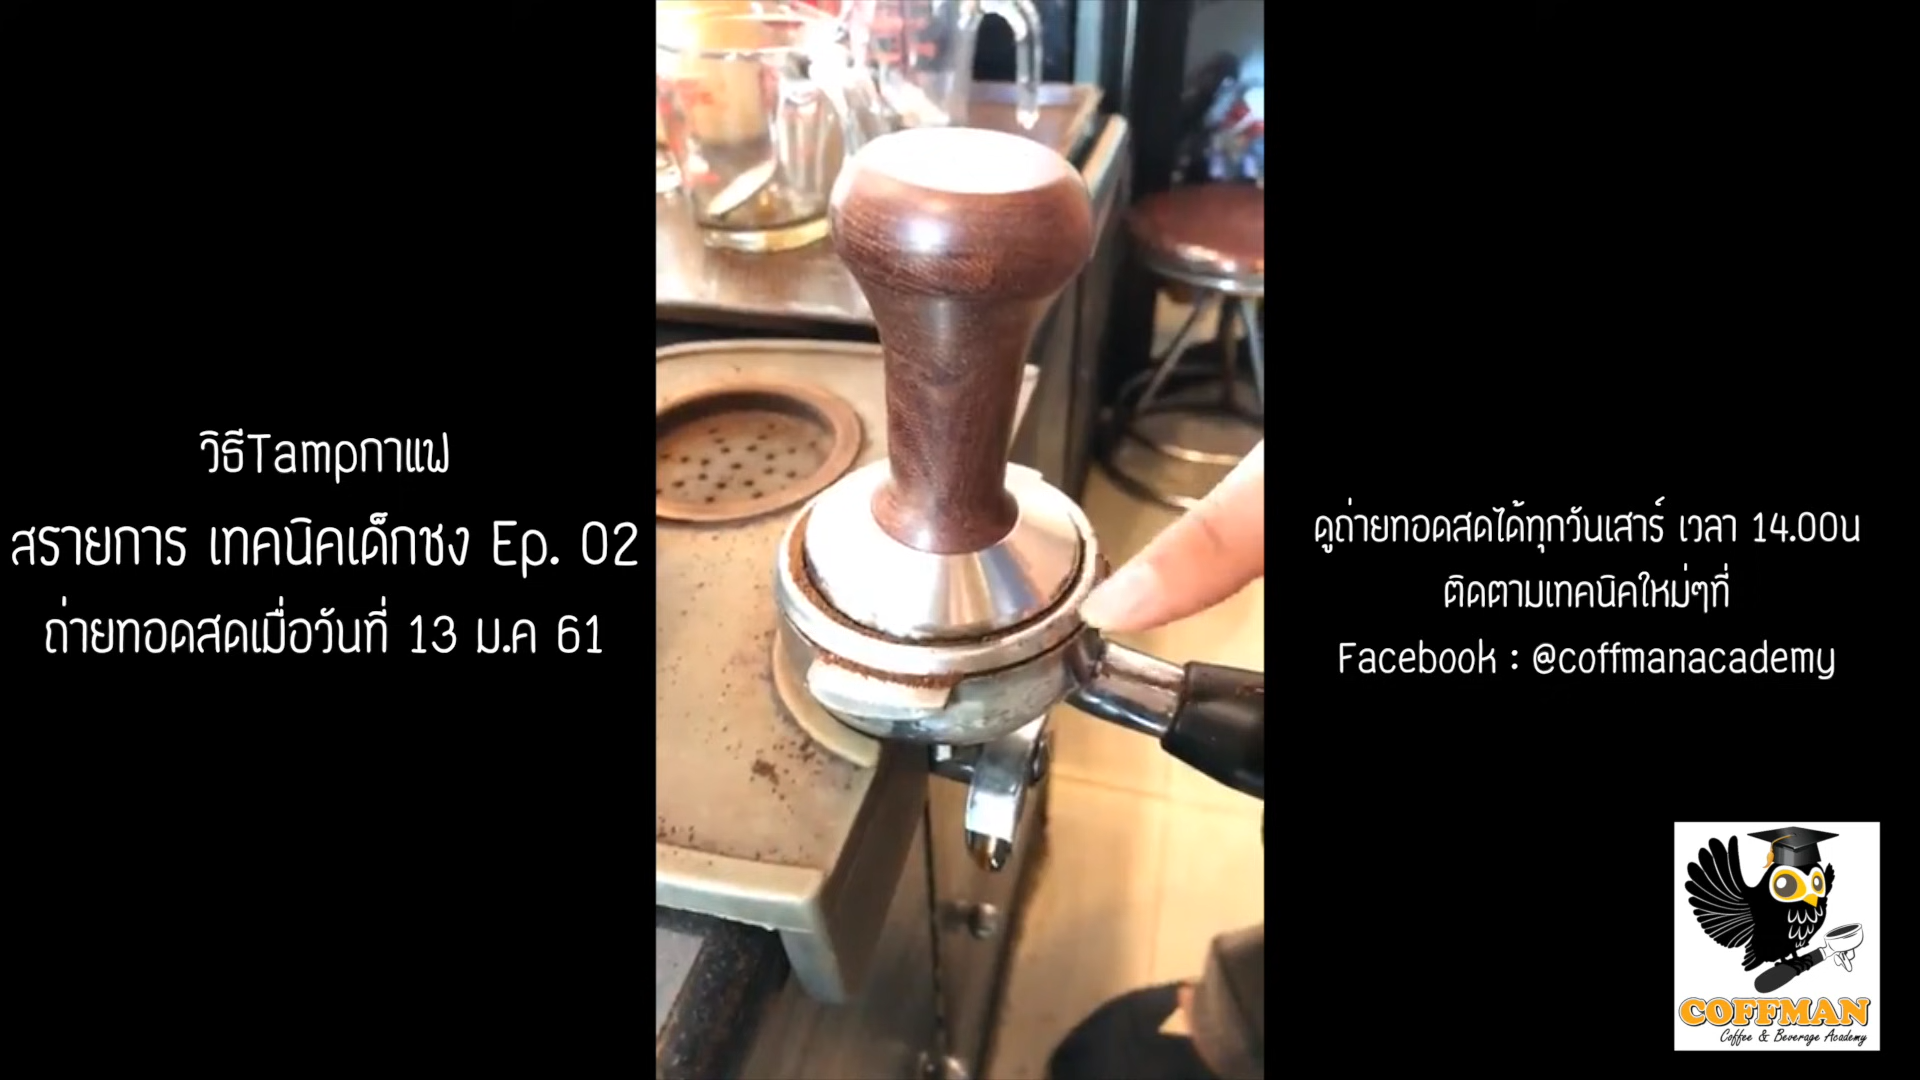 วิธีTampกาแฟ
สรายการ เทคนิคเด็กชง Ep. 02
ถ่ายทอดสดเมื่อวันที่ 13 ม.ค 61
ดูถ่ายทอดสดได้ทุกวันเสาร์ เวลา 14.00น
ติดตามเทคนิคใหม่ๆที่
Facebook : @coffmanacademy
COFFMAN
Coffee & Beverage Academy